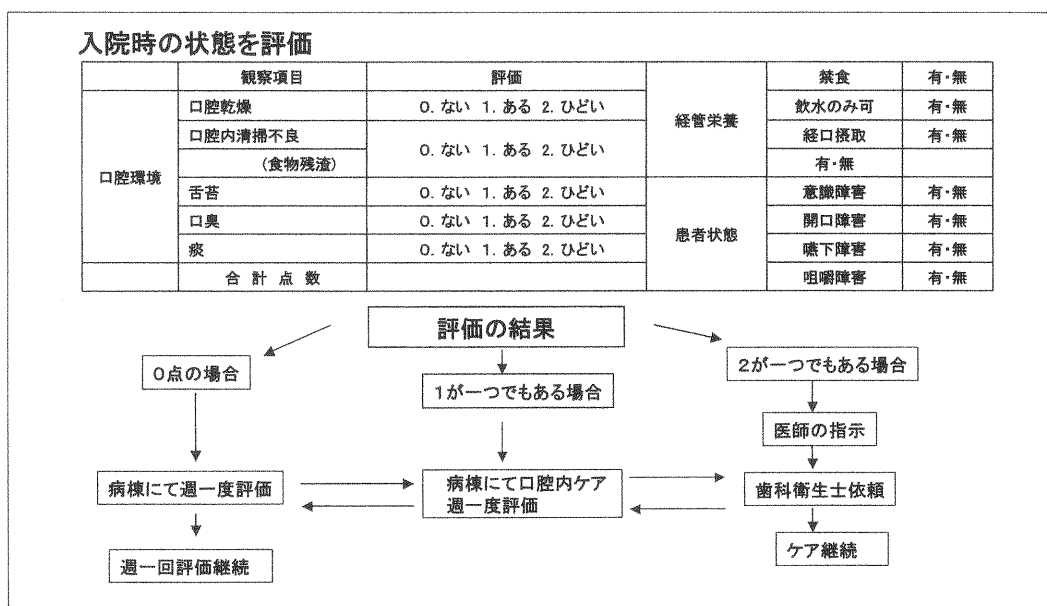 入院時の状態を評価
観察項目 評価 禁食 有・無
口腔環境 口腔乾燥 0. ない 1. ある 2. ひどい 経管栄養 飲水のみ可 有・無
口腔内清掃不良 0. ない 1. ある 2. ひどい 経口摂取 有・無
(食物残渣) 有・無
舌苔 0. ない 1. ある 2. ひどい 患者状態 意識障害 有・無
口臭 0. ない 1. ある 2. ひどい 開口障害 有・無
痰 0. ない 1. ある 2. ひどい 嚥下障害 有・無
合計点数 咀嚼障害 有・無
評価の結果
0点の場合
1が一つでもある場合
2が一つでもある場合
医師の指示
病棟にて週一度評価
病棟にて口腔内ケア
週一度評価
歯科衛生士依頼
週一回評価継続
ケア継続